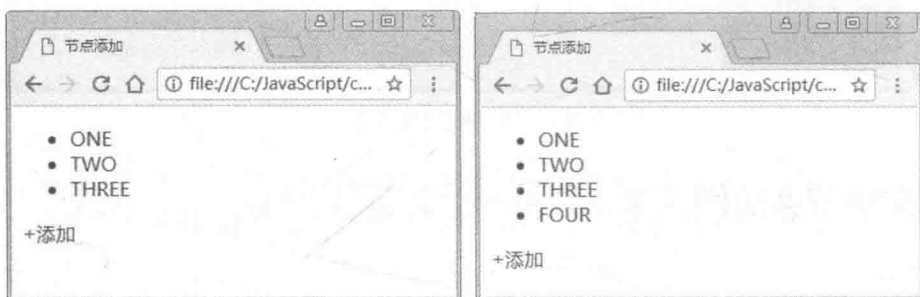 节点添加
file:///C:/JavaScript/c...
ONE
TWO
THREE
+添加
节点添加
file:///C:/JavaScript/c...
ONE
TWO
THREE
FOUR
+添加